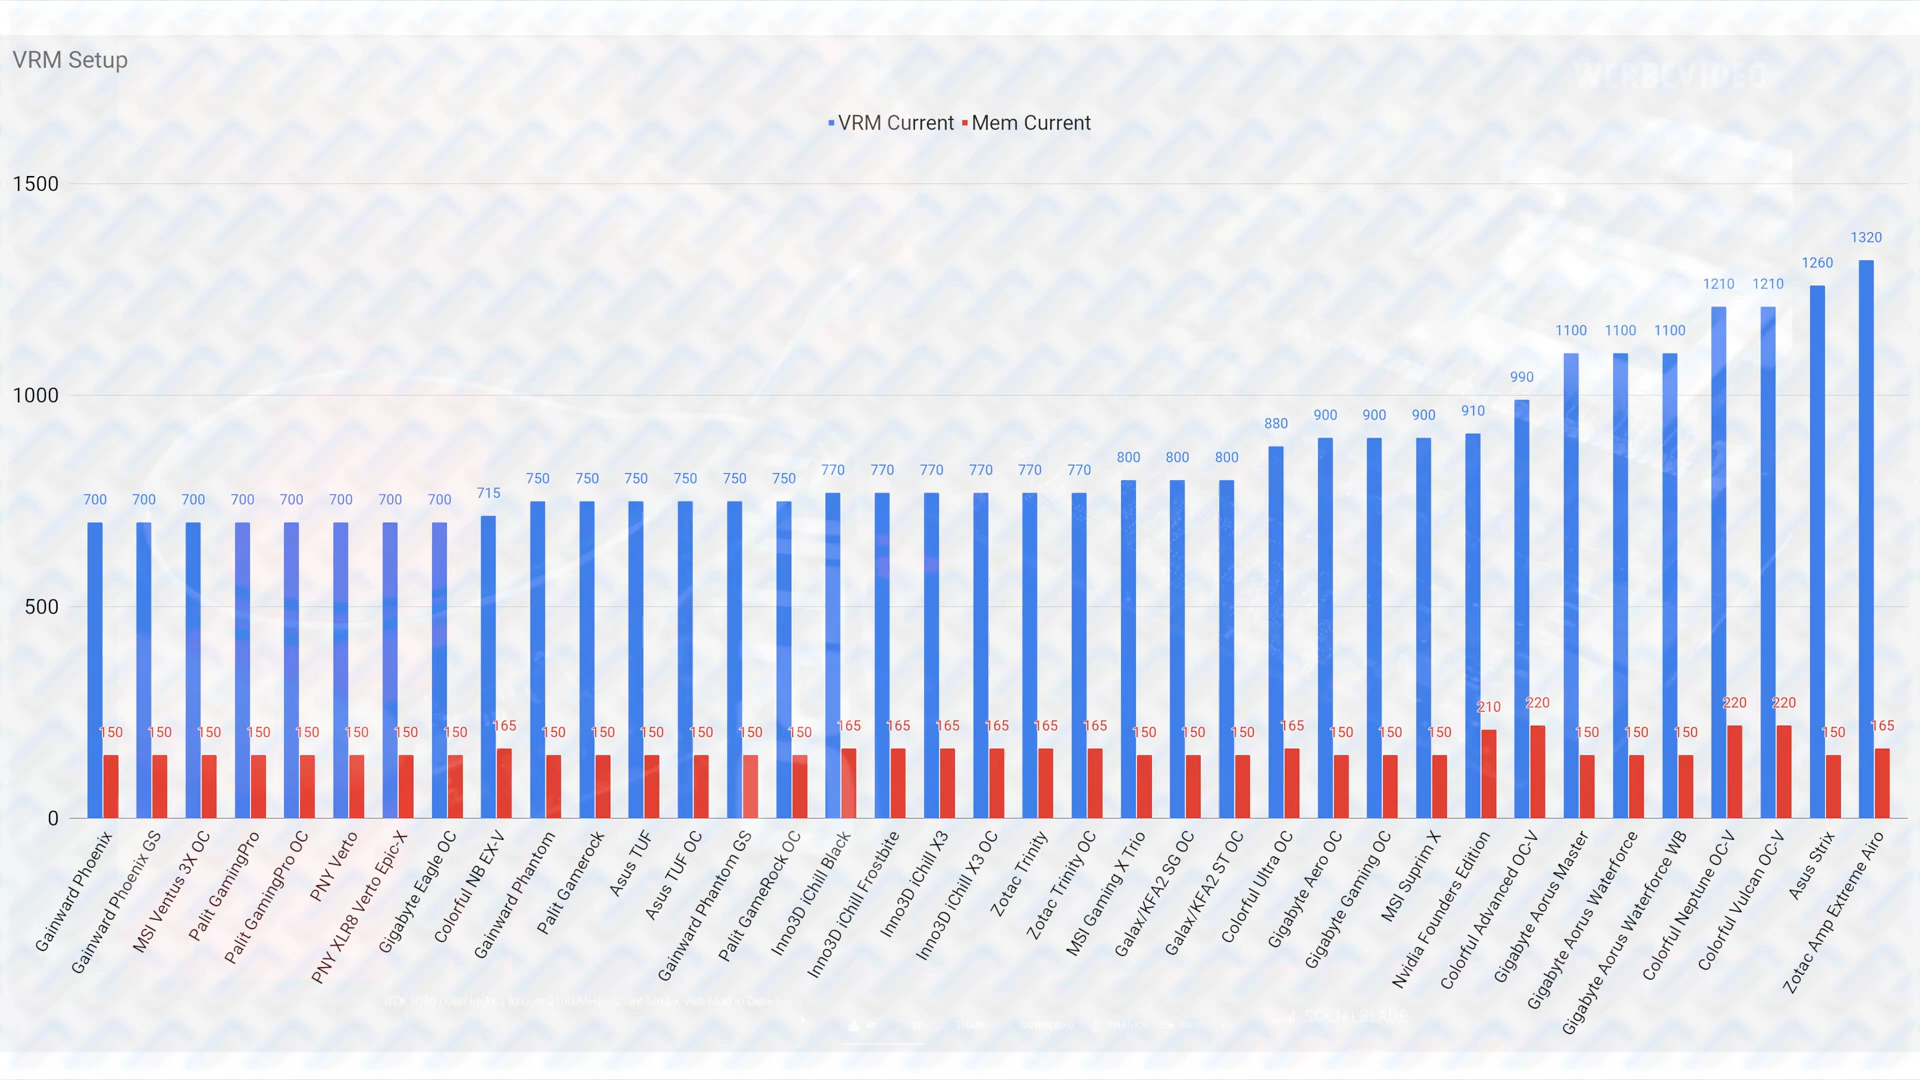 VRM Setup
WERBEVIDEO
VRM Current Mem Current
1500
1000
500
0
700 700 700 700 700 700 700 700 715 750 750 750 750 750 750 770 770 770 770 770 770 800 800 800 880 900 900 900 910 990 1100 1100 1100 1210 1210 1260 1320
150 150 150 150 150 150 150 150 165 150 150 150 150 150 150 165 165 165 165 165 165 150 150 150 165 150 150 150 210 220 150 150 150 220 220 150 165
Gainward Phoenix
Gainward Phoenix GS
MSI Ventus 3X OC
Palit GamingPro
Palit GamingPro OC
PNY Verto
PNY XLR8 Verto Epic-X
Gigabyte Eagle OC
Colorful NB EX-V
Gainward Phantom
Palit Gamerock
Asus TUF
Asus TUF OC
Gainward Phantom GS
Palit GameRock OC
Inno3D iChill Black
Inno3D iChill Frostbite
Inno3D iChill X3
Inno3D iChill X3 OC
Zotac Trinity
Zotac Trinity OC
MSI Gaming X Trio
Galax/KFA2 SG OC
Galax/KFA2 ST OC
Colorful Ultra OC
Gigabyte Aero OC
Gigabyte Gaming OC
MSI Suprim X
Nvidia Founders Edition
Colorful Advanced OC-V
Gigabyte Aorus Master
Gigabyte Aorus Waterforce
Gigabyte Aorus Waterforce WB
Colorful Neptune OC-V
Colorful Vulcan OC-V
Asus Strix
Zotac Amp Extreme Airo
SOCIALBLADE